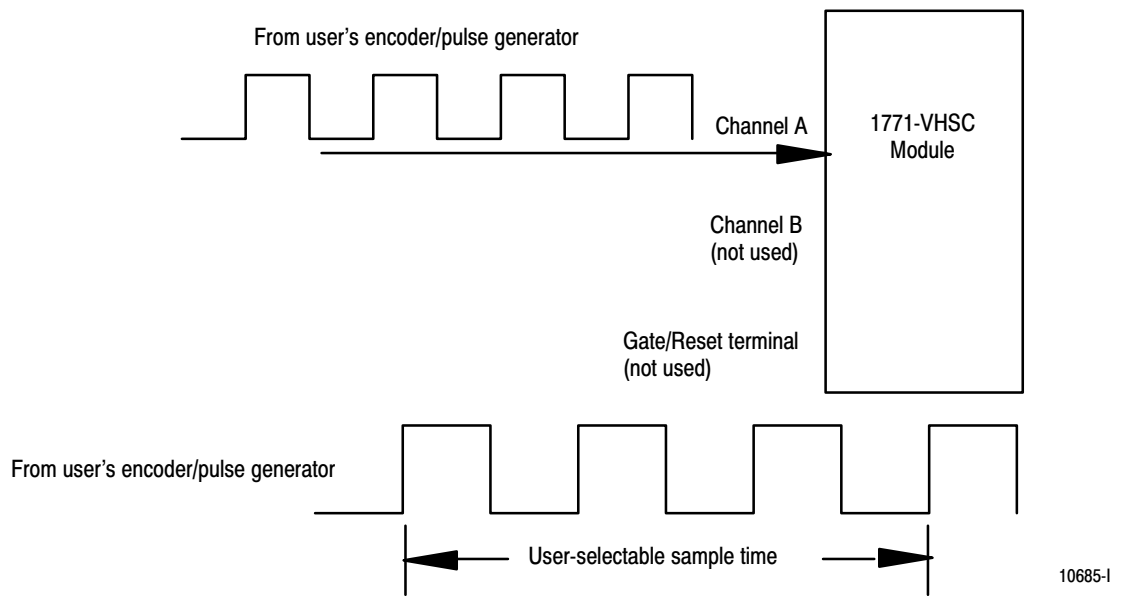 From user's encoder/pulse generator
Channel A
1771-VHSC
Module
Channel B
(not used)
Gate/Reset terminal
(not used)
From user's encoder/pulse generator
User-selectable sample time
10685-I